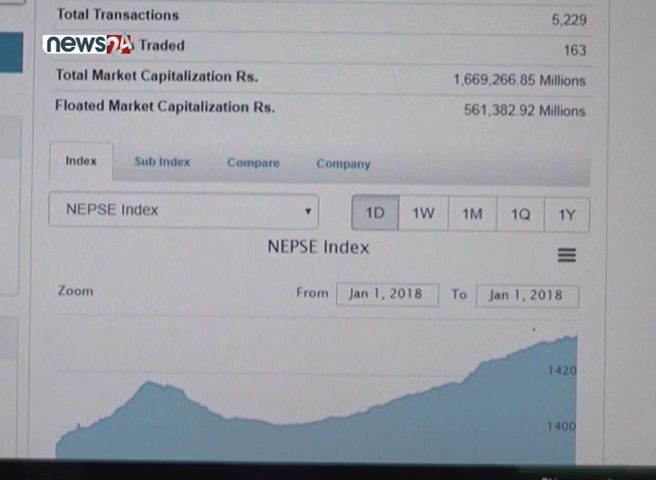 Total Transactions 5,229
news24 s Traded 163
Total Market Capitalization Rs. 1,669,266.85 Millions
Floated Market Capitalization Rs. 561,382.92 Millions
Index Sub Index Compare Company
NEPSE Index 1D 1W 1M 1Q 1Y
NEPSE Index
Zoom From Jan 1, 2018 To Jan 1, 2018
1420
1400